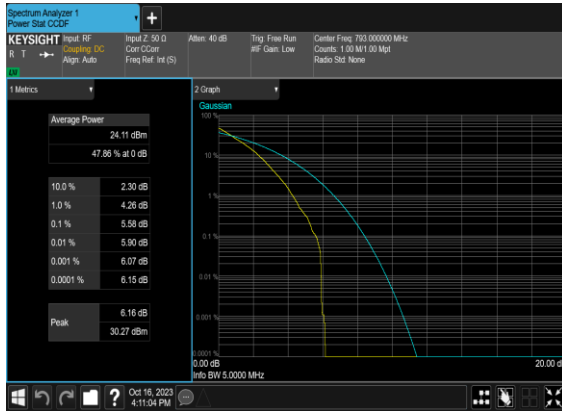 Spectrum Analyzer 1
Power Stat CCDF
+
KEYSIGHT
R T
LXI
Input: RF
Coupling: DC
Align: Auto
Input Z: 50 Ω
Corr CCorr
Freq Ref: Int (S)
Atten: 40 dB
Trig: Free Run
#IF Gain: Low
Center Freq: 793.000000 MHz
Counts: 1.00 M/1.00 Mpt
Radio Std: None
1 Metrics
Average Power
24.11 dBm
47.86 % at 0 dB
10.0 % 2.30 dB
1.0 % 4.26 dB
0.1 % 5.58 dB
0.01 % 5.90 dB
0.001 % 6.07 dB
0.0001 % 6.15 dB
Peak
6.16 dB
30.27 dBm
2 Graph
Gaussian
100 %
10 %
1 %
0.1 %
0.01 %
0.001 %
0.0001 %
0.00 dB
20.00 d
Info BW 5.0000 MHz
?
Oct 16, 2023
4:11:04 PM